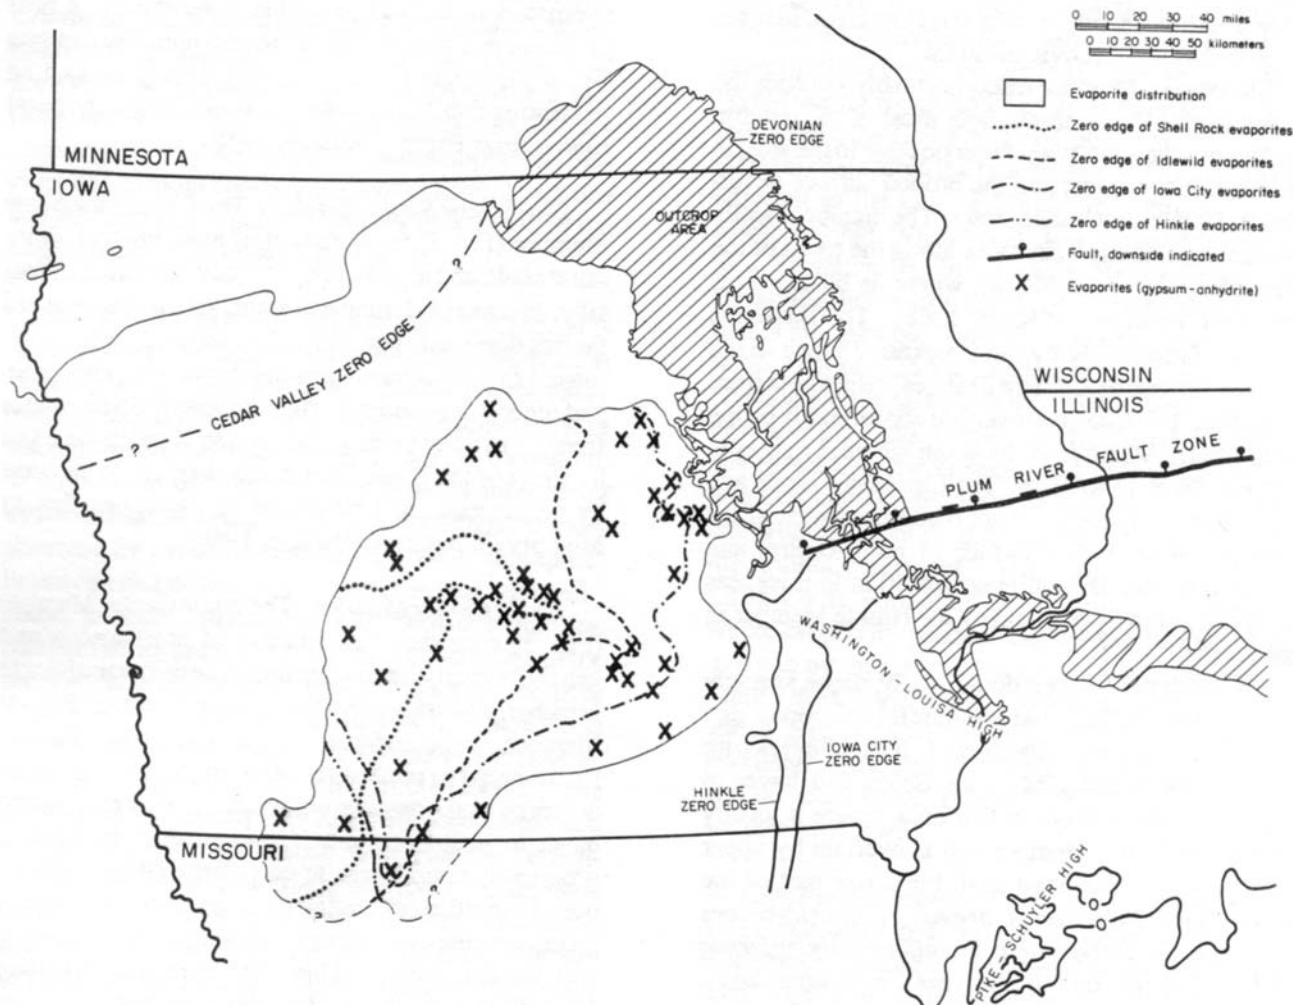 0 10 20 30 40 miles
0 10 20 30 40 50 kilometers
Evaporite distribution
Zero edge of Shell Rock evaporites
Zero edge of Idlewild evaporites
Zero edge of Iowa City evaporites
Zero edge of Hinkle evaporites
Fault, downside indicated
X Evaporites (gypsum-anhydrite)
DEVONIAN
ZERO EDGE
MINNESOTA
IOWA
OUTCROP
AREA
?
CEDAR VALLEY ZERO EDGE
?
WISCONSIN
ILLINOIS
PLUM RIVER FAULT ZONE
WASHINGTON-LOUISA HIGH
IOWA CITY
ZERO EDGE
HINKLE
ZERO EDGE
MISSOURI
?
?
PIKE-SCHUYLER HIGH